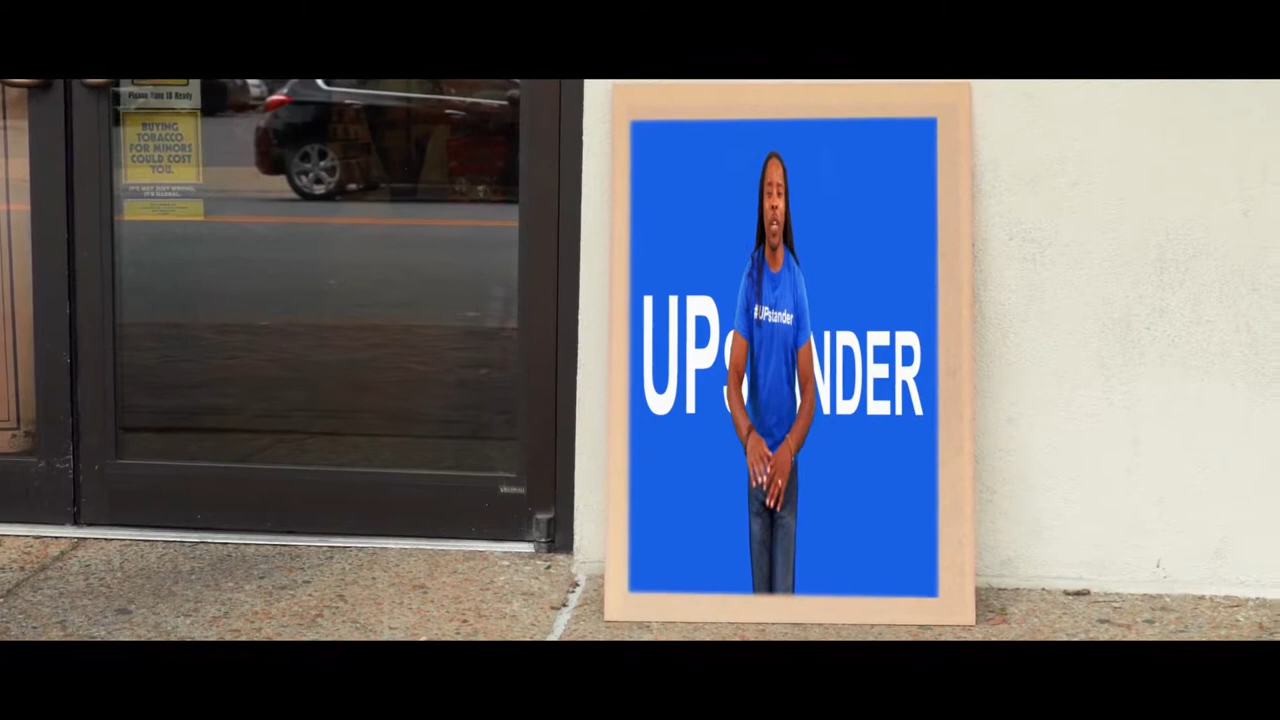 Please Have ID Ready
BUYING
TOBACCO
FOR MINORS
COULD COST
YOU.
IT'S NOT JUST WRONG.
IT'S ILLEGAL.
#UPstander
UPS NDER